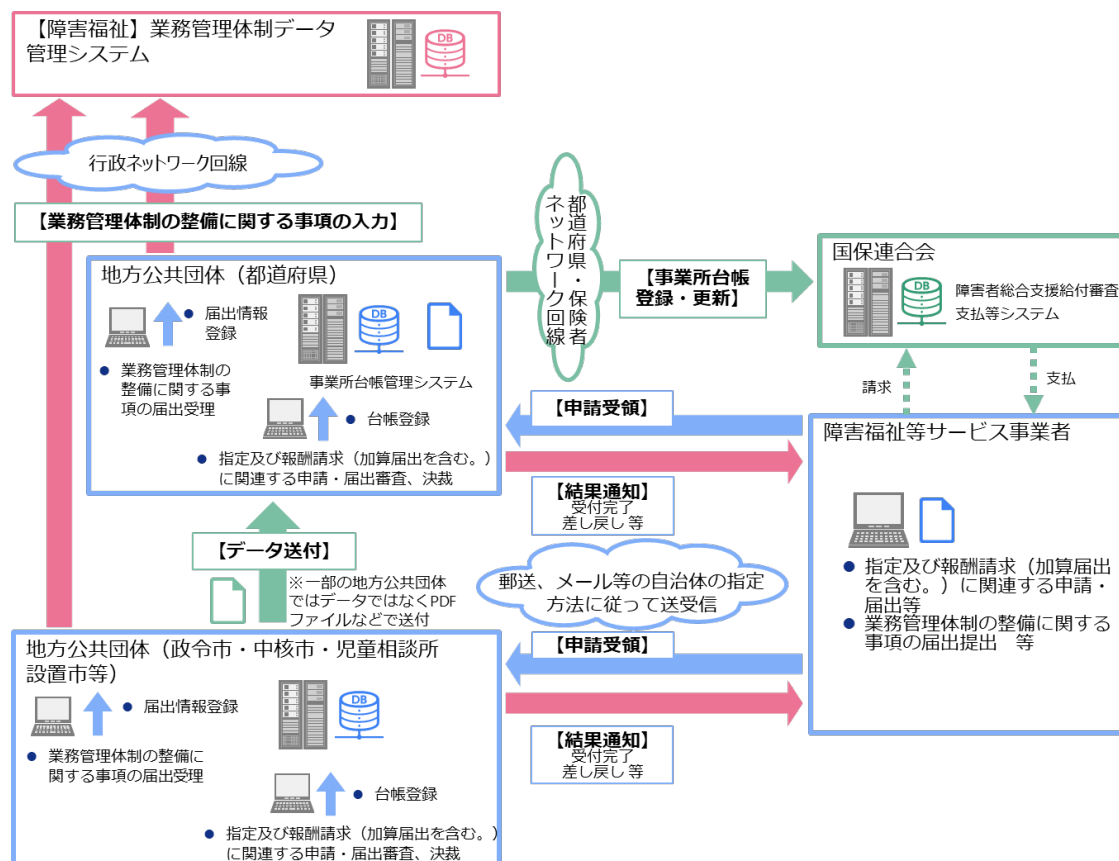 【障害福祉】業務管理体制データ
管理システム
DB
行政ネットワーク回線
【業務管理体制の整備に関する事項の入力】
地方公共団体（都道府県）
● 届出情報
登録
● 業務管理体制の
整備に関する事
項の届出受理
DB
事業所台帳管理システム
● 台帳登録
● 指定及び報酬請求（加算届出を含む。）
に関連する申請・届出審査、決裁
都道府県・保険者
ネットワーク回線
【事業所台帳
登録・更新】
国保連合会
DB
障害者総合支援給付審査
支払等システム
請求
支払
【申請受領】
【結果通知】
受付完了
差し戻し 等
障害福祉等サービス事業者
● 指定及び報酬請求（加算届出
を含む。）に関連する申請・
届出等
● 業務管理体制の整備に関する
事項の届出提出　等
【データ送付】
※一部の地方公共団体
ではデータではなくPDF
ファイルなどで送付
郵送、メール等の自治体の指定
方法に従って送受信
地方公共団体（政令市・中核市・児童相談所
設置市等）
● 届出情報登録
● 業務管理体制の整備に
関する事項の届出受理
DB
● 台帳登録
● 指定及び報酬請求（加算届出を含む。）
に関連する申請・届出審査、決裁
【申請受領】
【結果通知】
受付完了
差し戻し 等